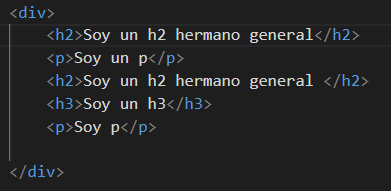 <div>
<h2>Soy un h2 hermano general</h2>
<p>Soy un p</p>
<h2>Soy un h2 hermano general </h2>
<h3>Soy un h3</h3>
<p>Soy p</p>
</div>